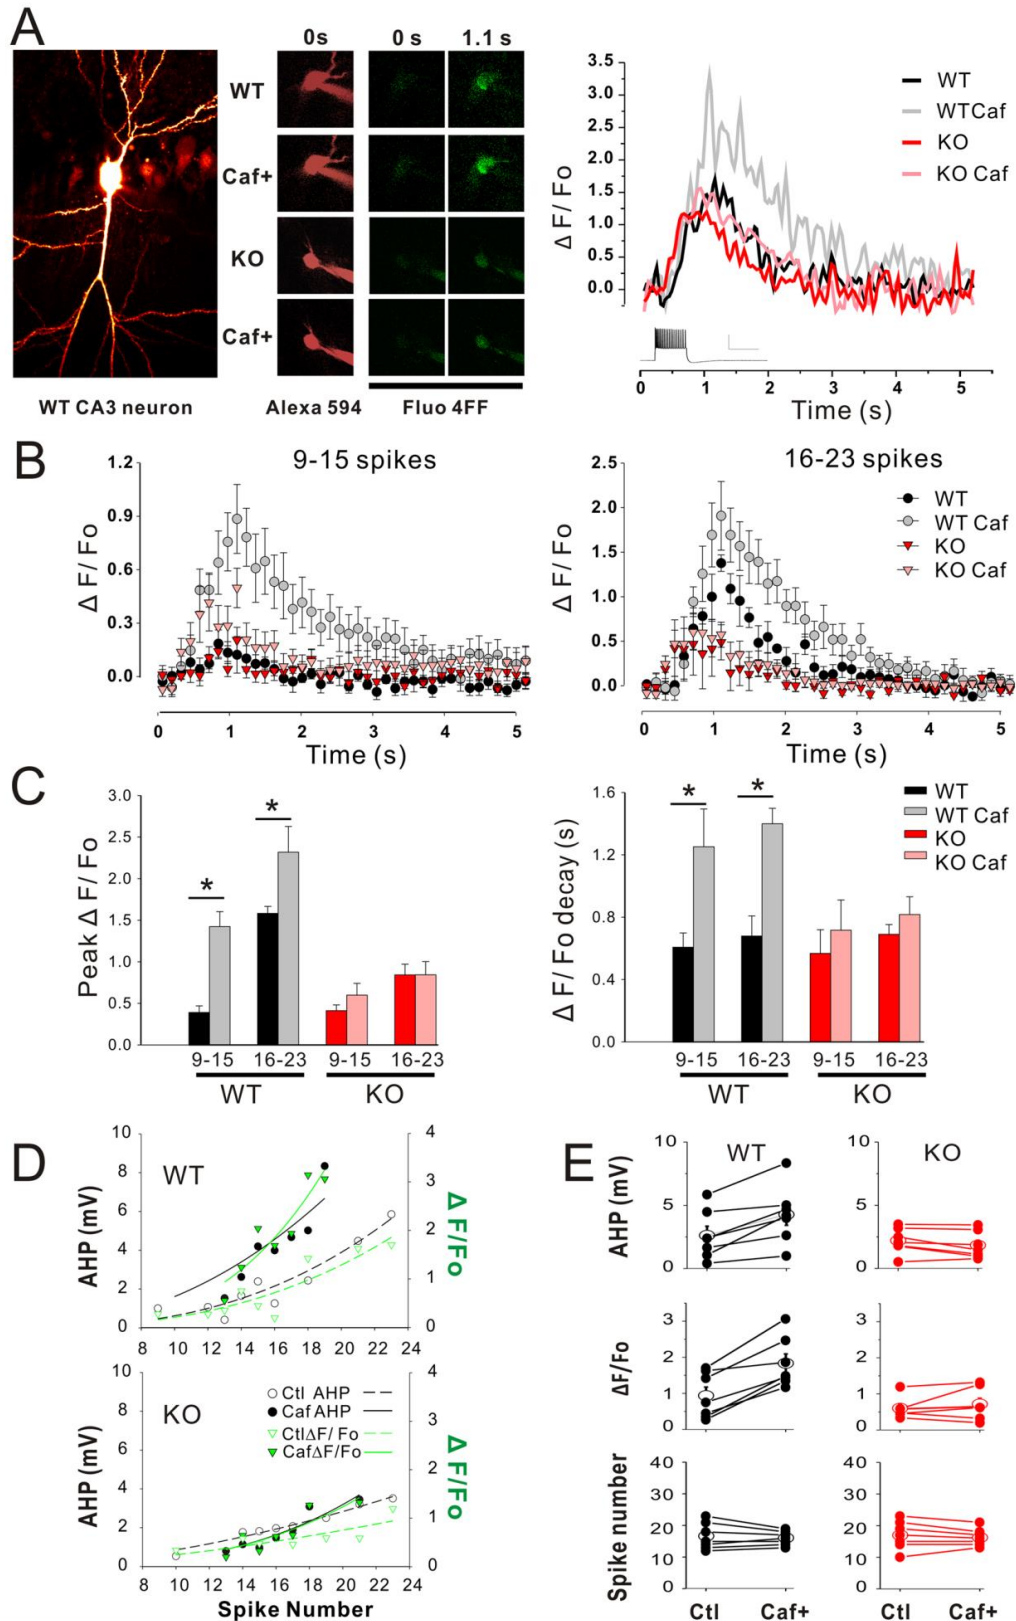 A
0s
0 s
1.1 s
WT
Caf+
KO
Caf+
WT CA3 neuron
Alexa 594
Fluo 4FF
Δ F/ Fo
3.5
3.0
2.5
2.0
1.5
1.0
0.5
0.0
WT
WTCaf
KO
KO Caf
0
1
2
3
4
5
Time (s)
B
9-15 spikes
Δ F/ Fo
1.2
0.9
0.6
0.3
0.0
0
1
2
3
4
5
Time (s)
16-23 spikes
Δ F/ Fo
2.5
2.0
1.5
1.0
0.5
0.0
WT
WT Caf
KO
KO Caf
0
1
2
3
4
5
Time (s)
C
Peak Δ F/ Fo
3.0
2.5
2.0
1.5
1.0
0.5
0.0
*
*
9-15
16-23
9-15
16-23
WT
KO
Δ F/ Fo decay (s)
1.6
1.2
0.8
0.4
0.0
*
*
WT
WT Caf
KO
KO Caf
9-15
16-23
9-15
16-23
WT
KO
D
WT
AHP (mV)
10
8
6
4
2
0
Δ F/Fo
4
3
2
1
0
8
10
12
14
16
18
20
22
24
KO
AHP (mV)
10
8
6
4
2
0
Ctl AHP
Caf AHP
CtlΔF/ Fo
CafΔF/Fo
Δ F/Fo
4
3
2
1
0
8
10
12
14
16
18
20
22
24
Spike Number
E
WT
KO
AHP (mV)
10
5
0
10
5
0
ΔF/Fo
3
2
1
0
3
2
1
0
Spike number
40
30
20
10
0
40
30
20
10
0
Ctl
Caf+
Ctl
Caf+